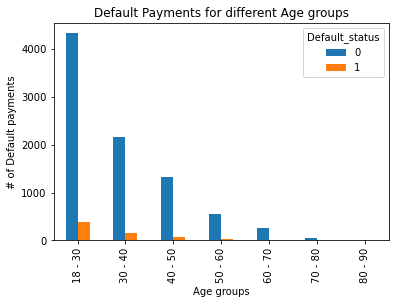 Default Payments for different Age groups
Default_status
0
1
4000
3000
2000
1000
0
# of Default payments
18 - 30
30 - 40
40 - 50
50 - 60
60 - 70
70 - 80
80 - 90
Age groups